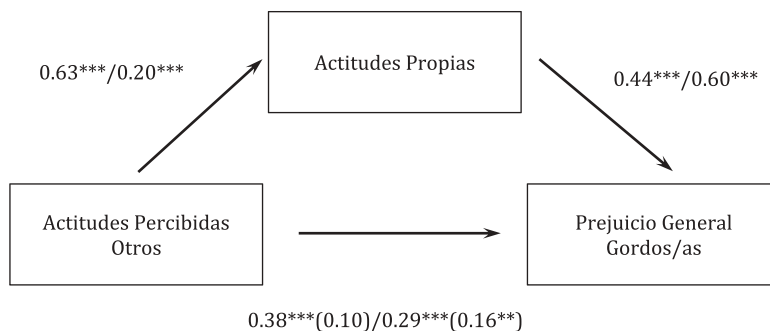 Actitudes Propias
0.63***/0.20***
0.44***/0.60***
Actitudes Percibidas
Otros
Prejuicio General
Gordos/as
0.38***(0.10)/0.29***(0.16**)